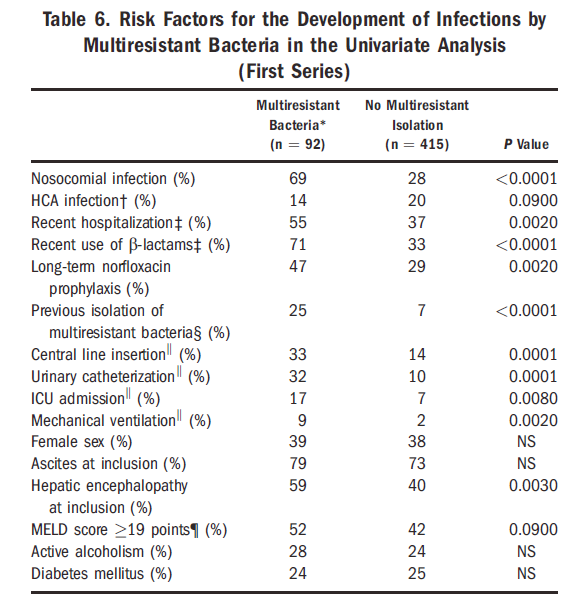 Table 6. Risk Factors for the Development of Infections by
Multiresistant Bacteria in the Univariate Analysis
(First Series)
Multiresistant Bacteria* (n = 92) No Multiresistant Isolation (n = 415) P Value
Nosocomial infection (%) 69 28 <0.0001
HCA infection† (%) 14 20 0.0900
Recent hospitalization‡ (%) 55 37 0.0020
Recent use of β-lactams‡ (%) 71 33 <0.0001
Long-term norfloxacin 47 29 0.0020
prophylaxis (%)
Previous isolation of 25 7 <0.0001
multiresistant bacteria§ (%)
Central line insertion‖ (%) 33 14 0.0001
Urinary catheterization‖ (%) 32 10 0.0001
ICU admission‖ (%) 17 7 0.0080
Mechanical ventilation‖ (%) 9 2 0.0020
Female sex (%) 39 38 NS
Ascites at inclusion (%) 79 73 NS
Hepatic encephalopathy 59 40 0.0030
at inclusion (%)
MELD score ≥19 points¶ (%) 52 42 0.0900
Active alcoholism (%) 28 24 NS
Diabetes mellitus (%) 24 25 NS